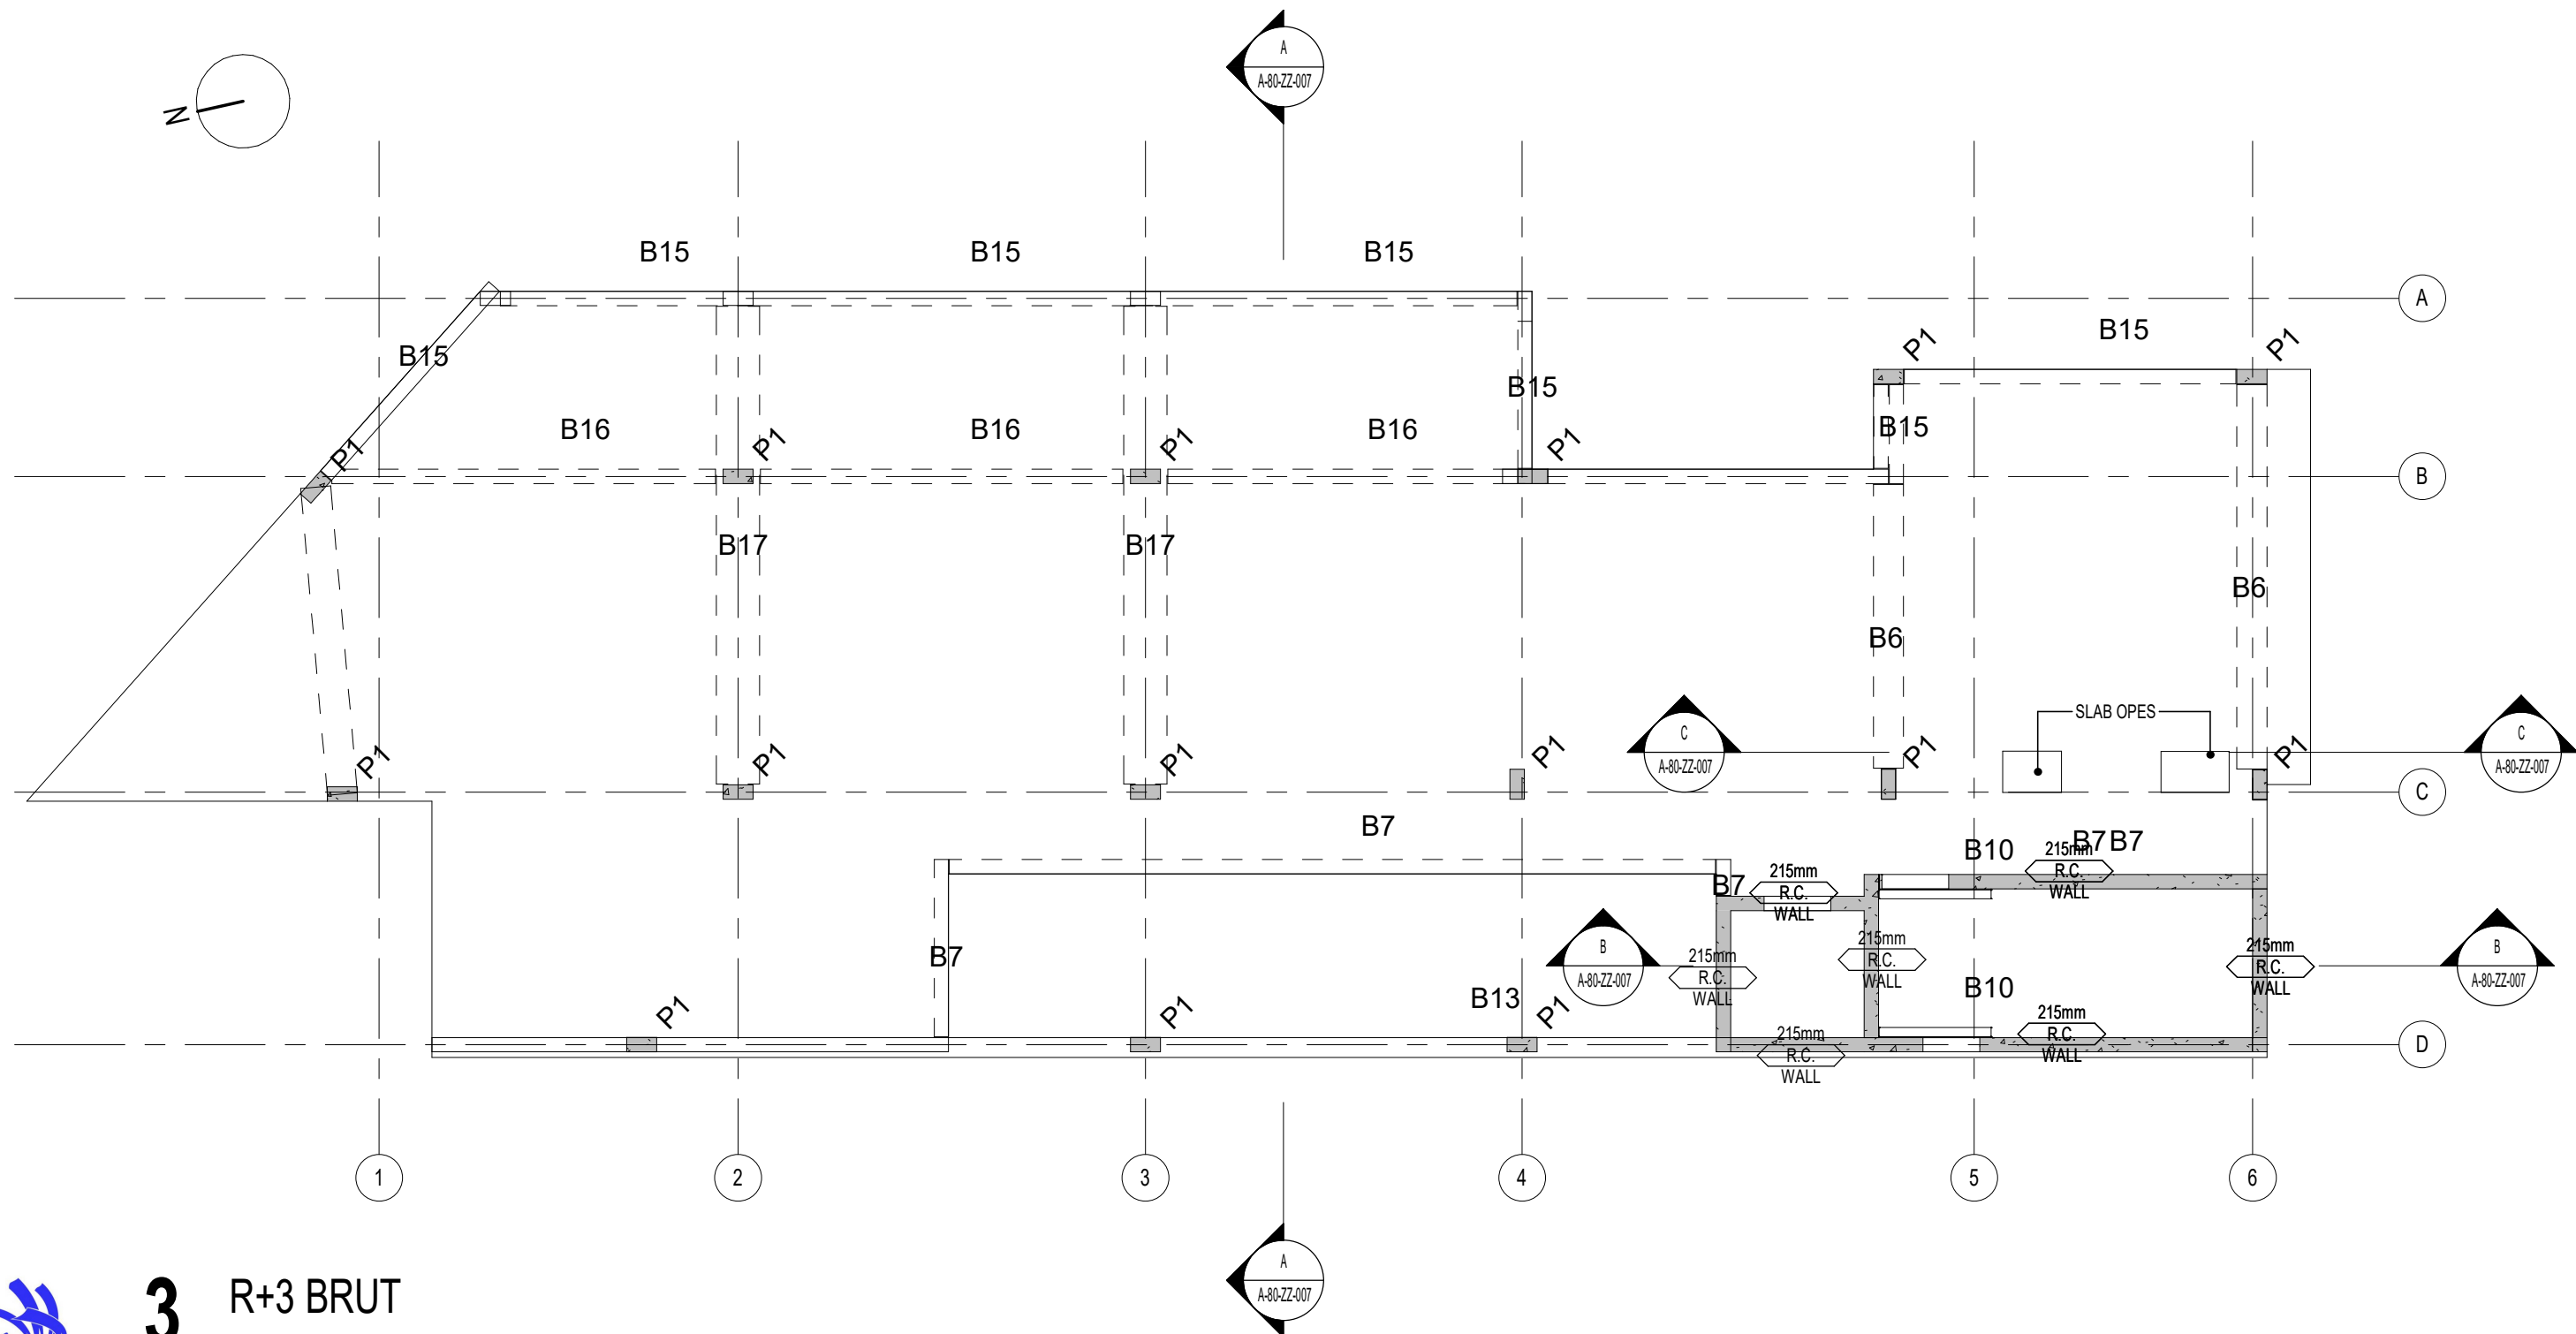 A
A-80-ZZ-007
N
B15
B15
B15
A
B15
P1
B15
P1
B15
B15
B15
B16
B16
B16
P1
P1
P1
P1
B
B17
B17
B6
B6
SLAB OPES
C
A-80-ZZ-007
C
A-80-ZZ-007
P1
P1
P1
P1
P1
P1
C
B7
B10
B7
B7
215mm
R.C.
WALL
B7
215mm
R.C.
WALL
B7
B
A-80-ZZ-007
215mm
R.C.
WALL
215mm
R.C.
WALL
215mm
R.C.
WALL
B
A-80-ZZ-007
B13
B10
P1
P1
P1
215mm
R.C.
WALL
215mm
R.C.
WALL
D
1
2
3
4
5
6
A
A-80-ZZ-007
3
R+3 BRUT